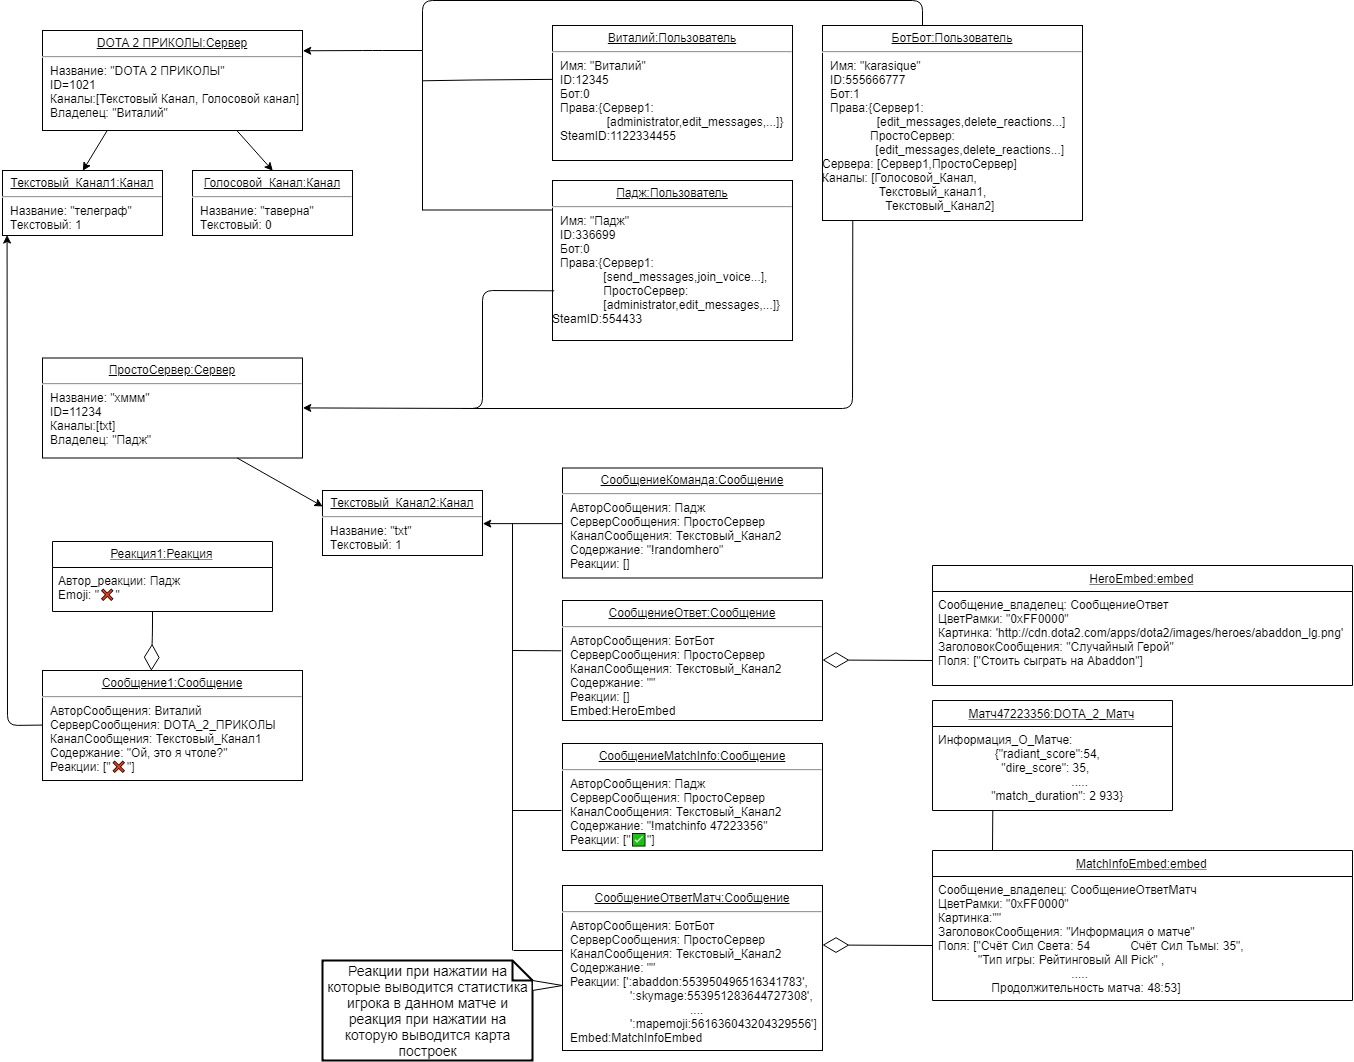 DOTA 2 ПРИКОЛЫ:Сервер
Название: "DOTA 2 ПРИКОЛЫ"
ID=1021
Каналы:[Текстовый Канал, Голосовой канал]
Владелец: "Виталий"
Виталий:Пользователь
Имя: "Виталий"
ID:12345
Бот:0
Права:{Сервер1:
[administrator,edit_messages,...]}
SteamID:1122334455
БотБот:Пользователь
Имя: "karasique"
ID:555666777
Бот:1
Права:{Сервер1:
[edit_messages,delete_reactions...]
ПростоСервер:
[edit_messages,delete_reactions...]
Сервера: [Сервер1,ПростоСервер]
Каналы: [Голосовой_Канал,
Текстовый_канал1,
Текстовый_Канал2]
Текстовый_Канал1:Канал
Название: "телеграф"
Текстовый: 1
Голосовой_Канал:Канал
Название: "таверна"
Текстовый: 0
Падж:Пользователь
Имя: "Падж"
ID:336699
Бот:0
Права:{Сервер1:
[send_messages,join_voice...],
ПростоСервер:
[administrator,edit_messages,...]}
SteamID:554433
ПростоСервер:Сервер
Название: "хммм"
ID=11234
Каналы:[txt]
Владелец: "Падж"
Текстовый_Канал2:Канал
Название: "txt"
Текстовый: 1
СообщениеКоманда:Сообщение
АвторСообщения: Падж
СерверСообщения: ПростоСервер
КаналСообщения: Текстовый_Канал2
Содержание: "!randomhero"
Реакции: []
Реакция1:Реакция
Автор_реакции: Падж
Emoji: "❌"
Сообщение1:Сообщение
АвторСообщения: Виталий
СерверСообщения: DOTA_2_ПРИКОЛЫ
КаналСообщения: Текстовый_Канал1
Содержание: "Ой, это я чтоле?"
Реакции: ["❌"]
СообщениеОтвет:Сообщение
АвторСообщения: БотБот
СерверСообщения: ПростоСервер
КаналСообщения: Текстовый_Канал2
Содержание: ""
Реакции: []
Embed:HeroEmbed
HeroEmbed:embed
Сообщение_владелец: СообщениеОтвет
ЦветРамки: "0xFF0000"
Картинка: 'http://cdn.dota2.com/apps/dota2/images/heroes/abaddon_lg.png'
ЗаголовокСообщения: "Случайный Герой"
Поля: ["Стоить сыграть на Abaddon"]
СообщениеMatchInfo:Сообщение
АвторСообщения: Падж
СерверСообщения: ПростоСервер
КаналСообщения: Текстовый_Канал2
Содержание: "!matchinfo 47223356"
Реакции: ["✅"]
Матч47223356:DOTA_2_Матч
Информация_О_Матче:
{"radiant_score":54,
"dire_score": 35,
.....
"match_duration": 2 933}
СообщениеОтветМатч:Сообщение
АвторСообщения: БотБот
СерверСообщения: ПростоСервер
КаналСообщения: Текстовый_Канал2
Содержание: ""
Реакции: [':abaddon:553950496516341783',
':skymage:553951283644727308',
....
':mapemoji:561636043204329556']
Embed:MatchInfoEmbed
MatchInfoEmbed:embed
Сообщение_владелец: СообщениеОтветМатч
ЦветРамки: "0xFF0000"
Картинка:""
ЗаголовокСообщения: "Информация о матче"
Поля: ["Счёт Сил Света: 54 Счёт Сил Тьмы: 35",
"Тип игры: Рейтинговый All Pick" ,
.....
Продолжительность матча: 48:53]
Реакции при нажатии на
которые выводится статистика
игрока в данном матче и
реакция при нажатии на
которую выводится карта
построек